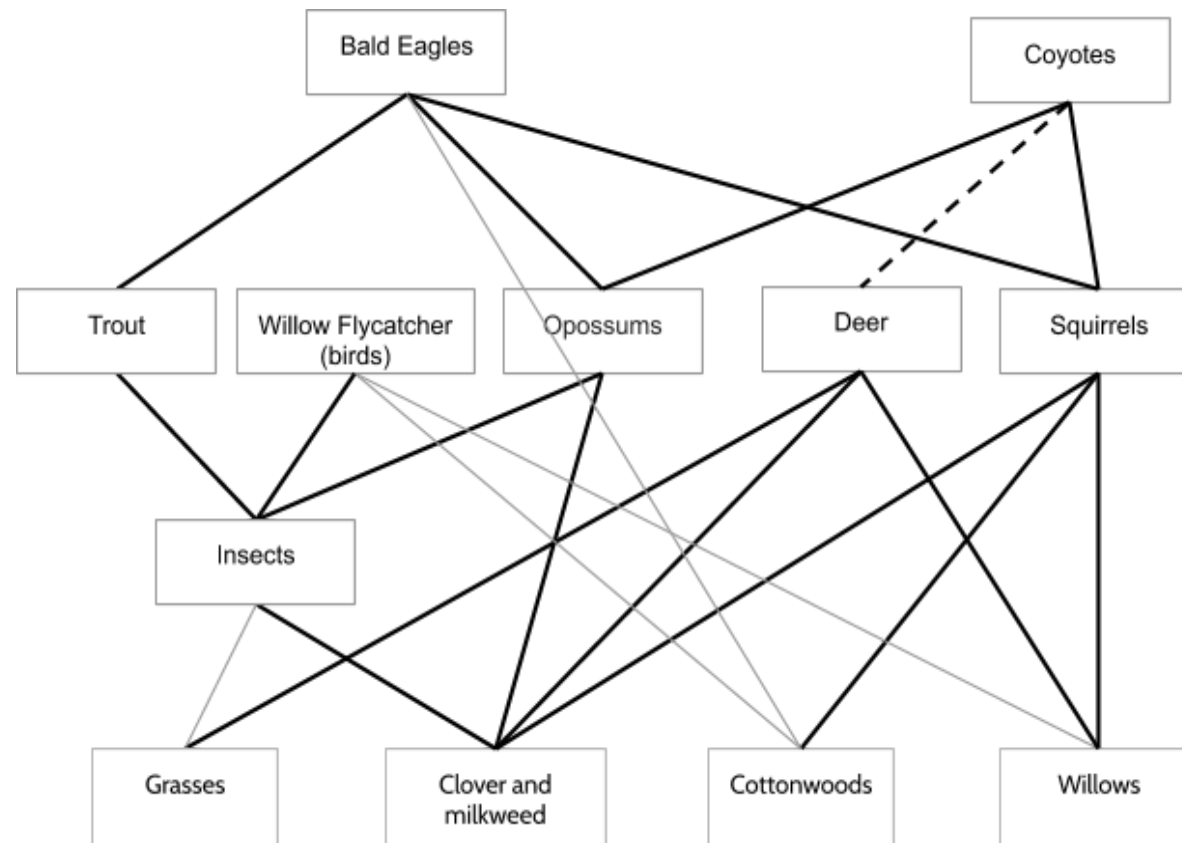 Bald Eagles
Coyotes
Trout
Willow Flycatcher
(birds)
Opossums
Deer
Squirrels
Insects
Grasses
Clover and
milkweed
Cottonwoods
Willows